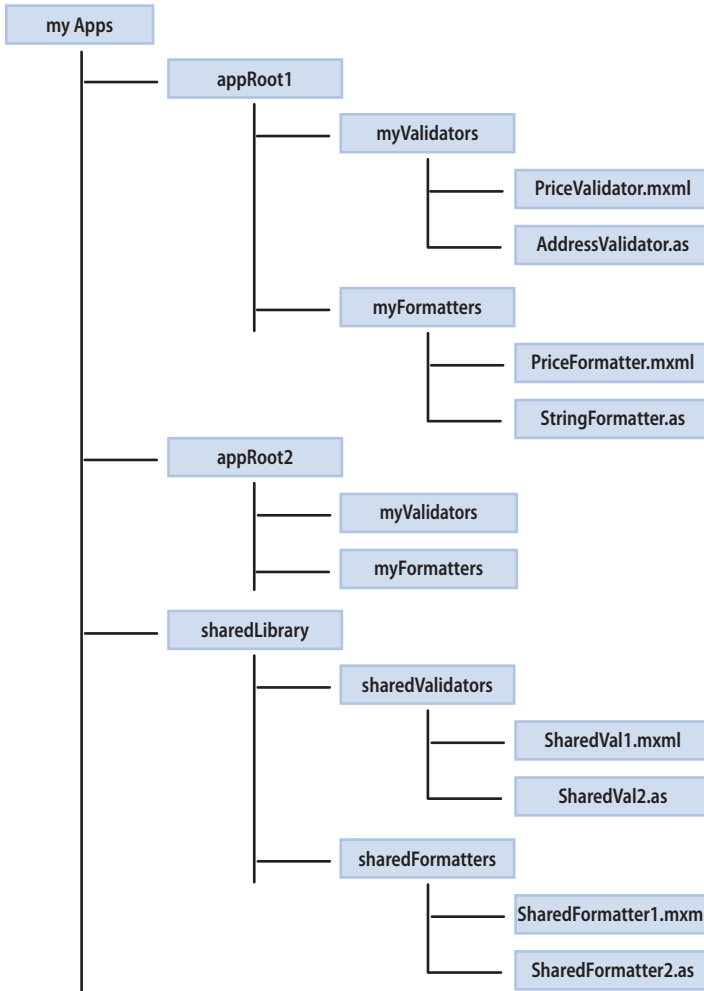 my Apps
appRoot1
myValidators
PriceValidator.mxml
AddressValidator.as
myFormatters
PriceFormatter.mxml
StringFormatter.as
appRoot2
myValidators
myFormatters
sharedLibrary
sharedValidators
SharedVal1.mxml
SharedVal2.as
sharedFormatters
SharedFormatter1.mxm
SharedFormatter2.as